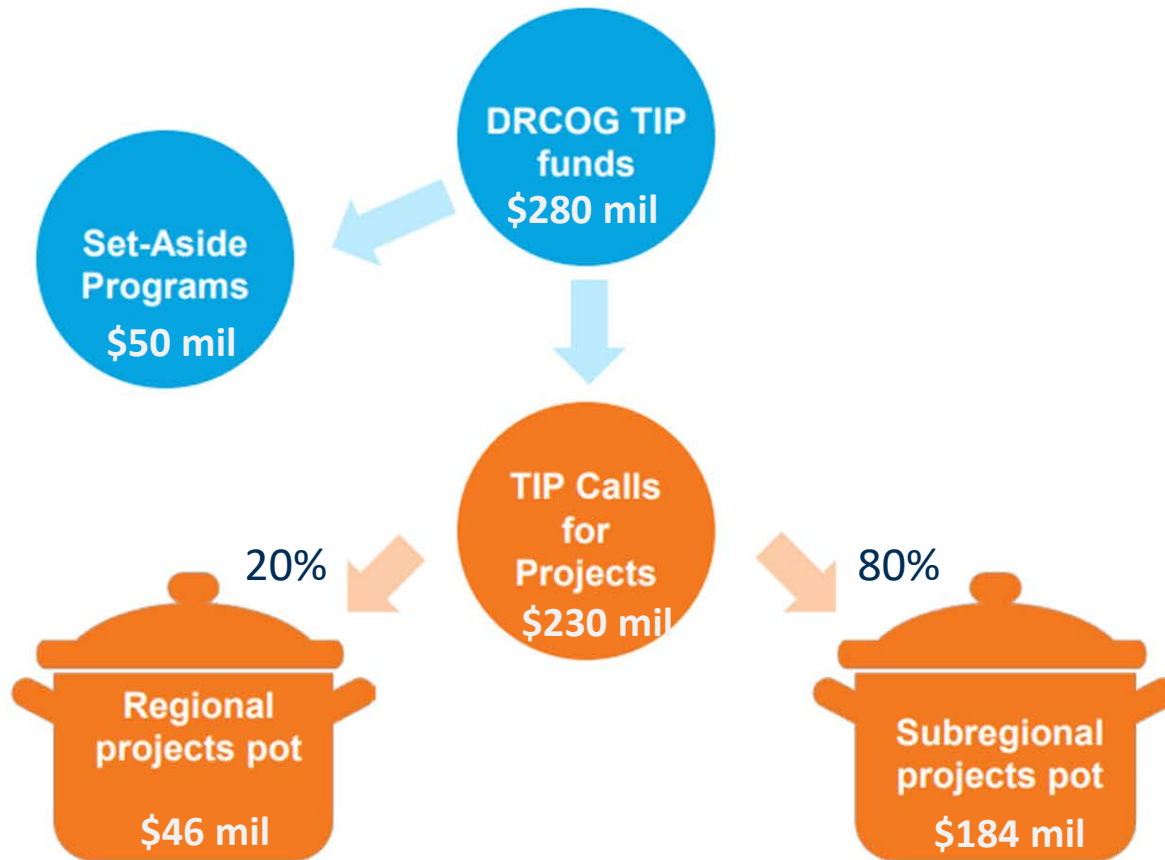 DRCOG TIP
funds
$280 mil
Set-Aside
Programs
$50 mil
TIP Calls
for
Projects
$230 mil
20%
80%
Regional
projects pot
$46 mil
Subregional
projects pot
$184 mil